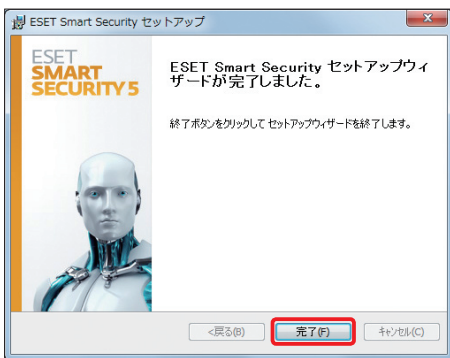 ESET Smart Security セットアップ
ESET
SMART
SECURITY 5
ESET Smart Security セットアップウィ
ザードが完了しました。
終了ボタンをクリックして セットアップウィザードを終了します。
<戻る(B)
完了(F)
キャンセル(C)